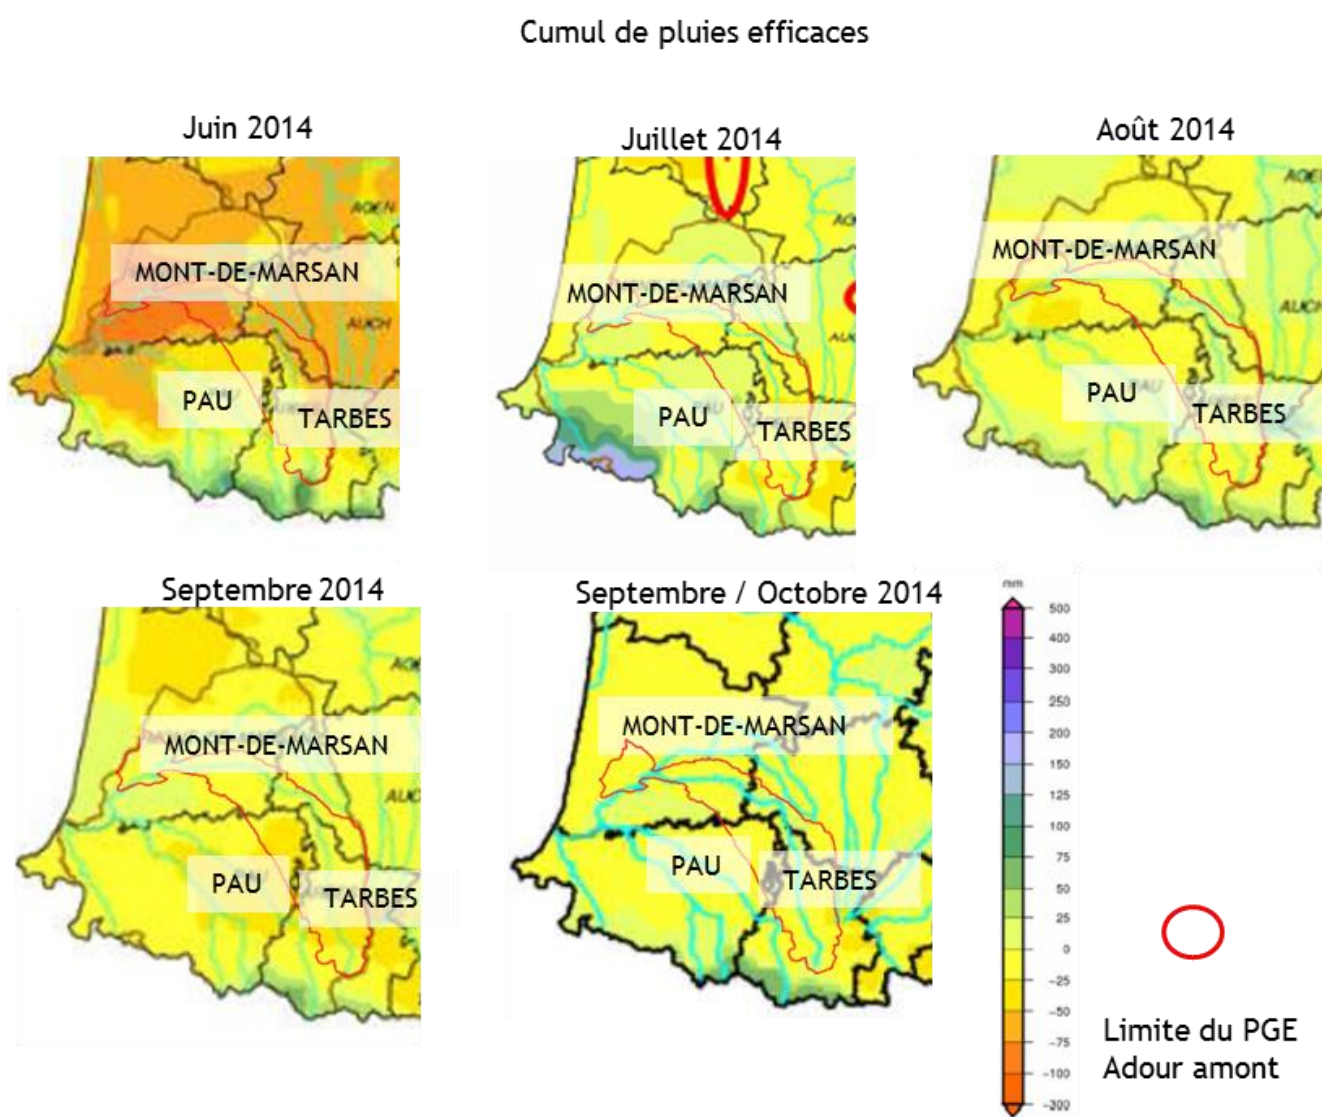 Cumul de pluies efficaces
Juin 2014
Juillet 2014
Août 2014
AGEN
MONT-DE-MARSAN
AUCH
PAU
TARBES
MONT-DE-MARSAN
PAU
TARBES
MONT-DE-MARSAN
PAU
TARBES
Septembre 2014
Septembre / Octobre 2014
MONT-DE-MARSAN
PAU
TARBES
MONT-DE-MARSAN
PAU
TARBES
mm
500
400
300
250
200
150
125
100
75
50
25
0
-25
-50
-75
-100
-300
Limite du PGE
Adour amont